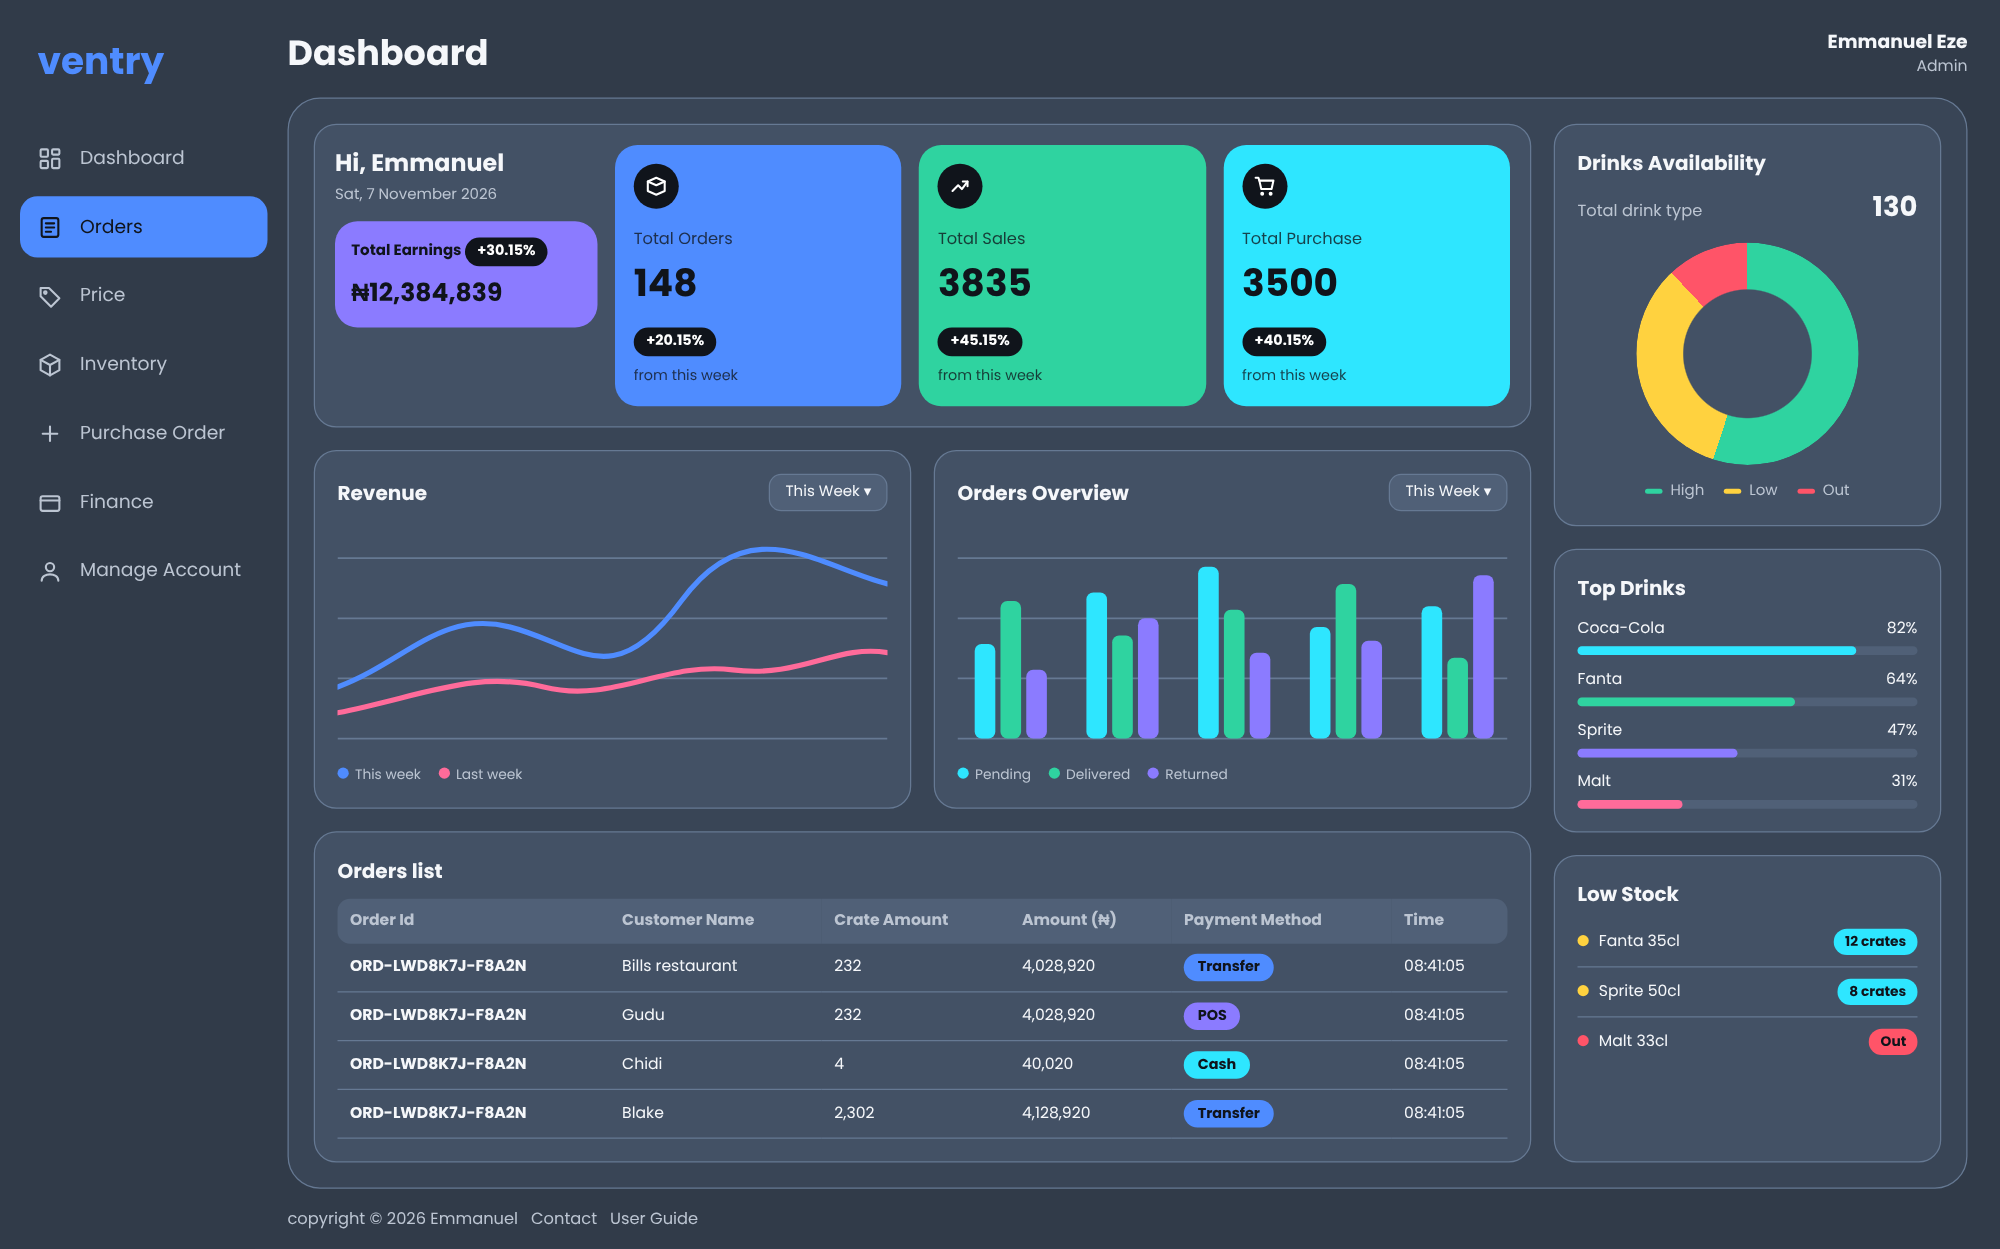 ventry
Dashboard
Orders
Price
Inventory
Purchase Order
Finance
Manage Account
Dashboard
Emmanuel Eze
Admin
Hi, Emmanuel
Sat, 7 November 2026
Total Earnings +30.15%
₦12,384,839
Total Orders
148
+20.15%
from this week
Total Sales
3835
+45.15%
from this week
Total Purchase
3500
+40.15%
from this week
Drinks Availability
Total drink type 130
High Low Out
Revenue This Week ▾
This week Last week
Orders Overview This Week ▾
Pending Delivered Returned
Top Drinks
Coca-Cola 82%
Fanta 64%
Sprite 47%
Malt 31%
Orders list
Order Id Customer Name Crate Amount Amount (₦) Payment Method Time
ORD-LWD8K7J-F8A2N Bills restaurant 232 4,028,920 Transfer 08:41:05
ORD-LWD8K7J-F8A2N Gudu 232 4,028,920 POS 08:41:05
ORD-LWD8K7J-F8A2N Chidi 4 40,020 Cash 08:41:05
ORD-LWD8K7J-F8A2N Blake 2,302 4,128,920 Transfer 08:41:05
Low Stock
Fanta 35cl 12 crates
Sprite 50cl 8 crates
Malt 33cl Out
copyright © 2026 Emmanuel Contact User Guide